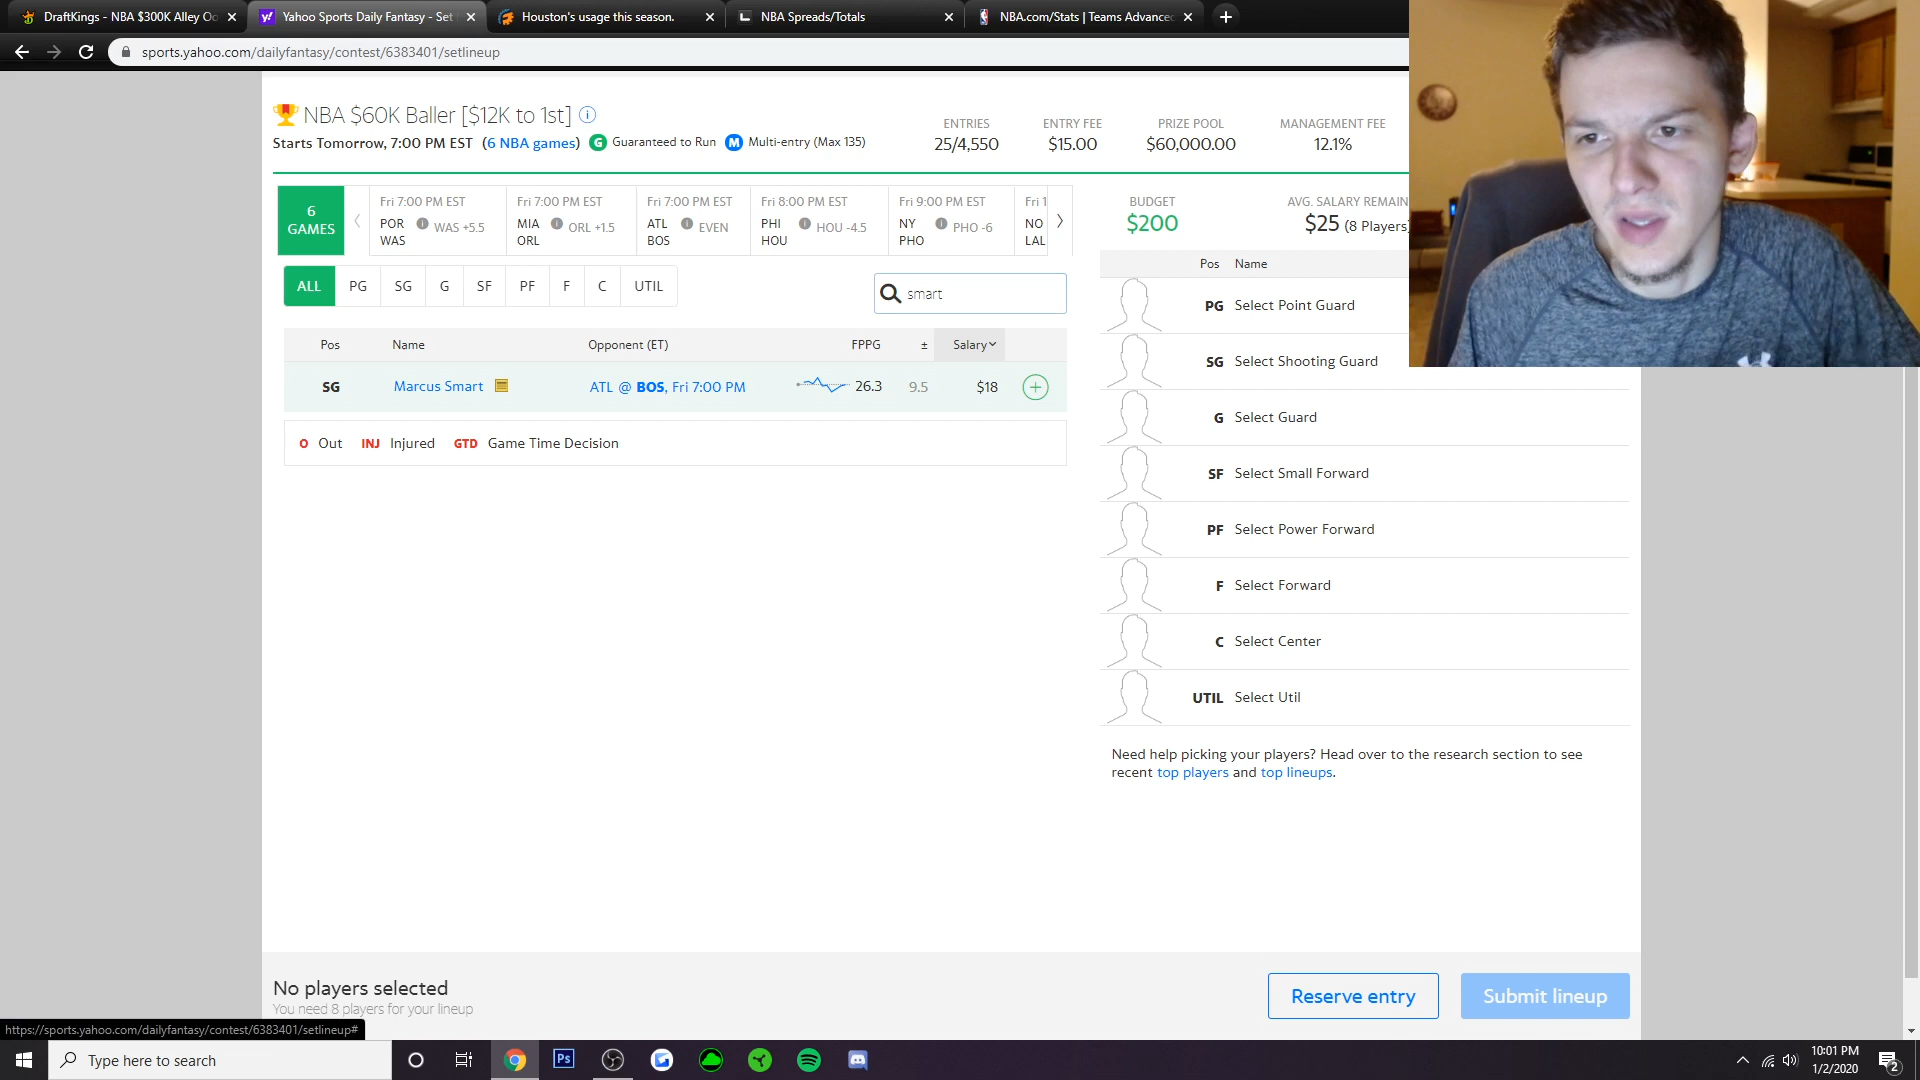 DraftKings - NBA $300K Alley Oo
Yahoo Sports Daily Fantasy - Set
Houston's usage this season.
NBA Spreads/Totals
NBA.com/Stats | Teams Advanced
sports.yahoo.com/dailyfantasy/contest/6383401/setlineup
NBA $60K Baller [$12K to 1st]
Starts Tomorrow, 7:00 PM EST (6 NBA games) G Guaranteed to Run M Multi-entry (Max 135)
ENTRIES
25/4,550
ENTRY FEE
$15.00
PRIZE POOL
$60,000.00
MANAGEMENT FEE
12.1%
6
GAMES
Fri 7:00 PM EST
POR
WAS
WAS +5.5
Fri 7:00 PM EST
MIA
ORL
ORL +1.5
Fri 7:00 PM EST
ATL
BOS
EVEN
Fri 8:00 PM EST
PHI
HOU
HOU -4.5
Fri 9:00 PM EST
NY
PHO
PHO -6
Fri 1
NO
LAL
BUDGET
$200
AVG. SALARY REMAIN
$25 (8 Players)
ALL PG SG G SF PF F C UTIL
smart
Pos Name Opponent (ET) FPPG ± Salary
SG Marcus Smart ATL @ BOS, Fri 7:00 PM 26.3 9.5 $18
O Out INJ Injured GTD Game Time Decision
Pos Name
PG Select Point Guard
SG Select Shooting Guard
G Select Guard
SF Select Small Forward
PF Select Power Forward
F Select Forward
C Select Center
UTIL Select Util
Need help picking your players? Head over to the research section to see
recent top players and top lineups.
No players selected
You need 8 players for your lineup
Reserve entry
Submit lineup
https://sports.yahoo.com/dailyfantasy/contest/6383401/setlineup#
Type here to search
Ps
10:01 PM
1/2/2020
2